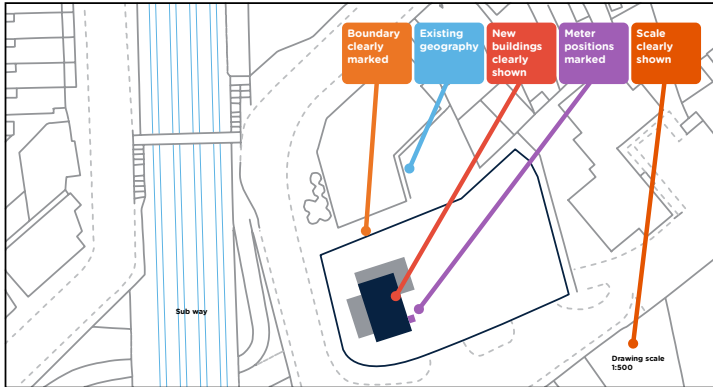 Boundary
clearly
marked
Existing
geography
New
buildings
clearly
shown
Meter
positions
marked
Scale
clearly
shown
Sub way
Drawing scale
1:500